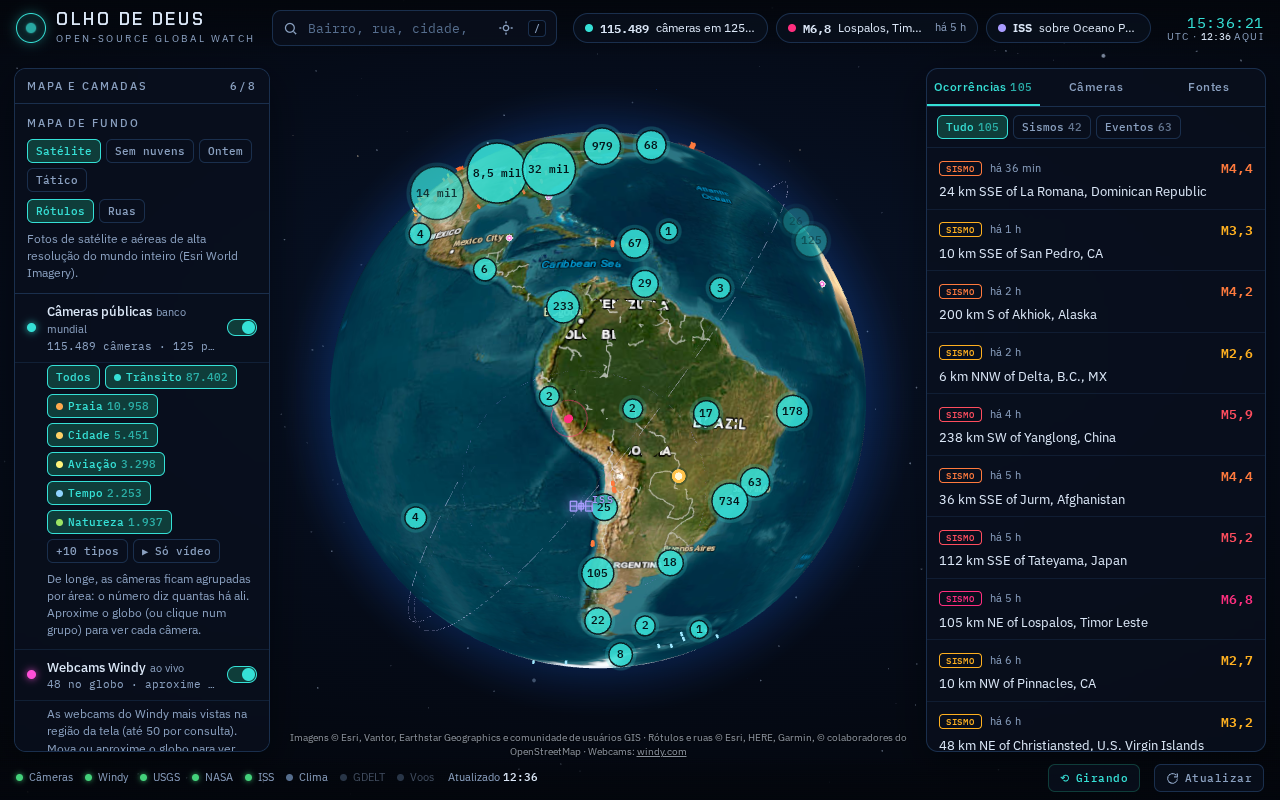 OLHO DE DEUS
OPEN-SOURCE GLOBAL WATCH
Bairro, rua, cidade, /
115.489 câmeras em 125...
M6,8 Lospalos, Tim... há 5 h
ISS sobre Oceano P...
15:36:21
UTC · 12:36 AQUI
MAPA E CAMADAS 6/8
MAPA DE FUNDO
Satélite Sem nuvens Ontem
Tático
Rótulos Ruas
Fotos de satélite e aéreas de alta
resolução do mundo inteiro (Esri World
Imagery).
Câmeras públicas banco
mundial
115.489 câmeras · 125 p…
Todos Trânsito 87.402
Praia 10.958
Cidade 5.451
Aviação 3.298
Tempo 2.253
Natureza 1.937
+10 tipos ▶ Só vídeo
De longe, as câmeras ficam agrupadas
por área: o número diz quantas há ali.
Aproxime o globo (ou clique num
grupo) para ver cada câmera.
Webcams Windy ao vivo
48 no globo · aproxime …
As webcams do Windy mais vistas na
região da tela (até 50 por consulta).
Mova ou aproxime o globo para ver
979 68
8,5 mil 32 mil
14 mil
Atlantic
Ocean
4 MEXICO
Mexico City
67 1
26
125
6
Caribbean Sea
29 3
233
2
2 17 178
BRAZIL
63
734
ISS
25
4
Buenos Aires
18
105 ARGENTIN
22 2 1
8
Imagens © Esri, Vantor, Earthstar Geographics e comunidade de usuários GIS · Rótulos e ruas © Esri, HERE, Garmin, © colaboradores do
OpenStreetMap · Webcams: windy.com
Ocorrências 105 Câmeras Fontes
Tudo 105 Sismos 42 Eventos 63
SISMO há 36 min M4,4
24 km SSE of La Romana, Dominican Republic
SISMO há 1 h M3,3
10 km SSE of San Pedro, CA
SISMO há 2 h M4,2
200 km S of Akhiok, Alaska
SISMO há 2 h M2,6
6 km NNW of Delta, B.C., MX
SISMO há 4 h M5,9
238 km SW of Yanglong, China
SISMO há 5 h M4,4
36 km SSE of Jurm, Afghanistan
SISMO há 5 h M5,2
112 km SSE of Tateyama, Japan
SISMO há 5 h M6,8
105 km NE of Lospalos, Timor Leste
SISMO há 6 h M2,7
10 km NW of Pinnacles, CA
SISMO há 6 h M3,2
48 km NE of Christiansted, U.S. Virgin Islands
Câmeras Windy USGS NASA ISS Clima GDELT Voos Atualizado 12:36
⟲ Girando Atualizar